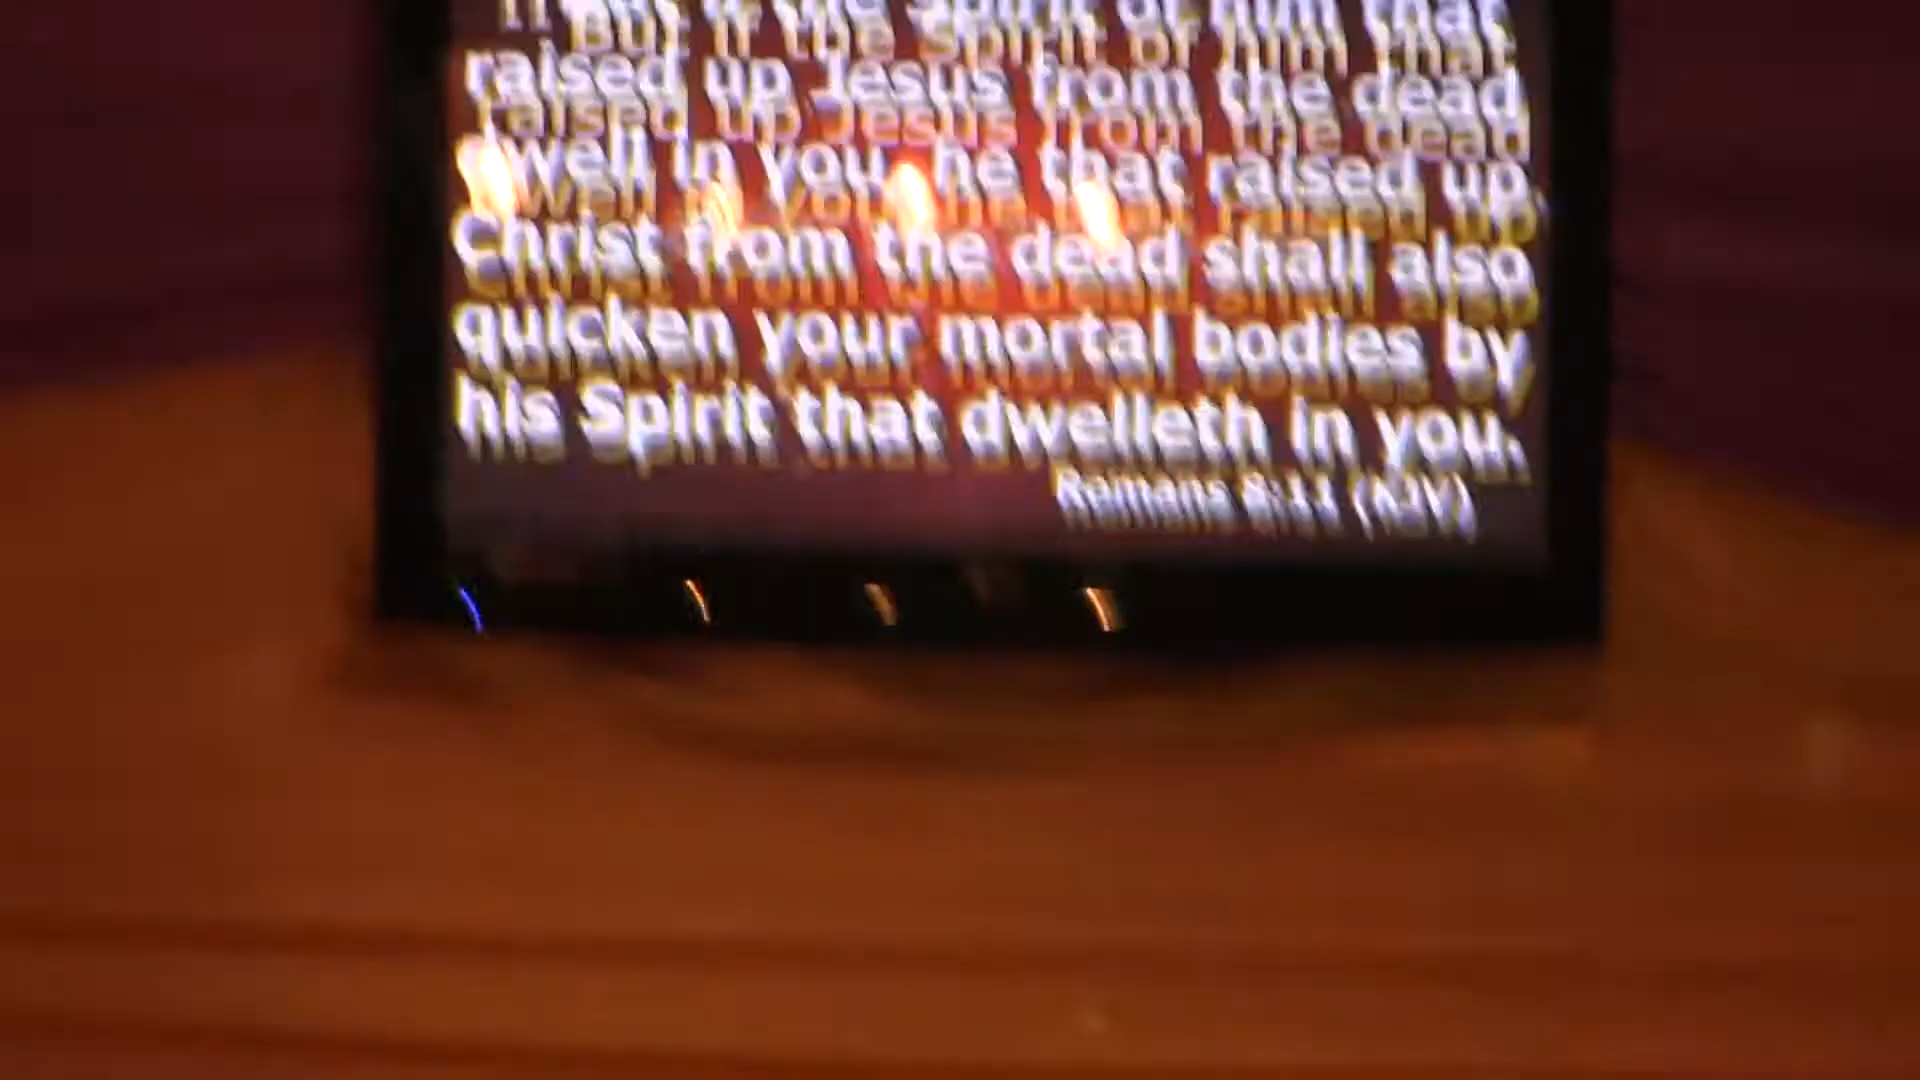 But if the Spirit of him that
raised up Jesus from the dead
dwell in you, he that raised up
Christ from the dead shall also
quicken your mortal bodies by
his Spirit that dwelleth in you.
Romans 8:11 (KJV)